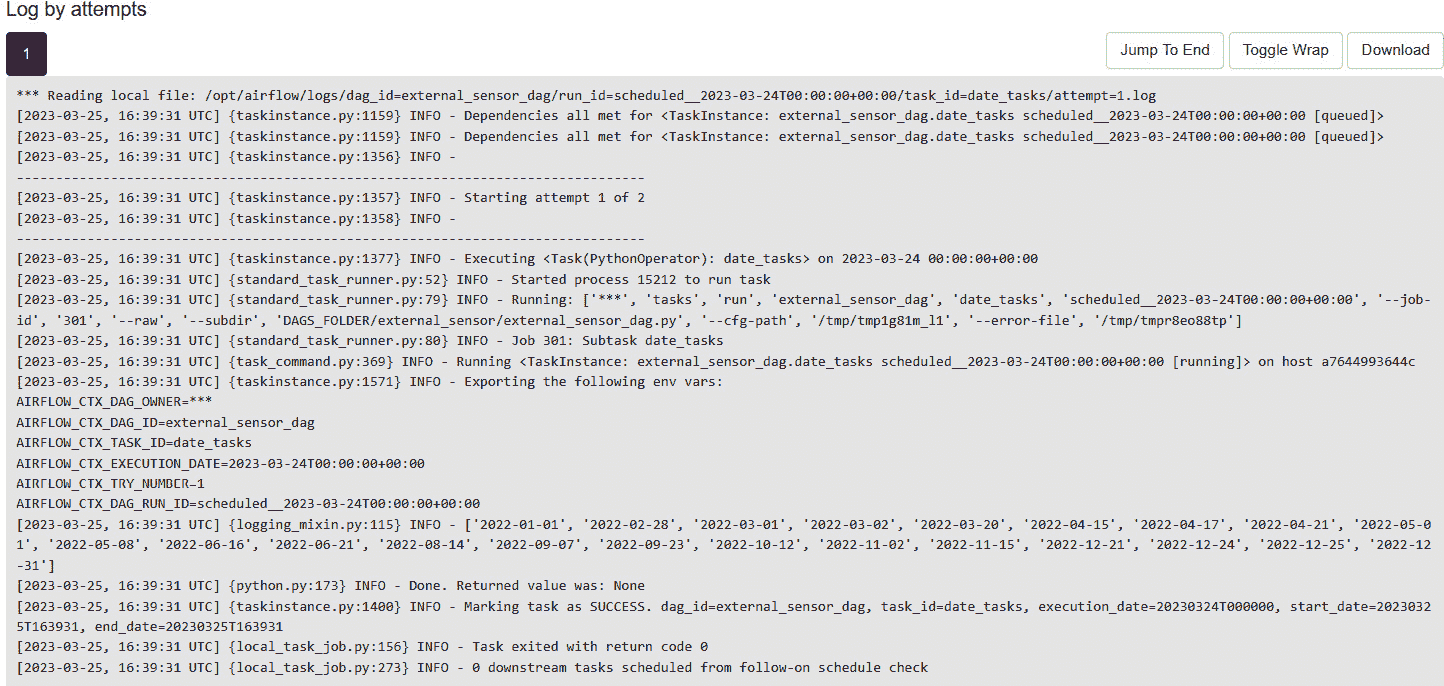 Log by attempts
1
Jump To End
Toggle Wrap
Download
*** Reading local file: /opt/airflow/logs/dag_id=external_sensor_dag/run_id=scheduled__2023-03-24T00:00:00+00:00/task_id=date_tasks/attempt=1.log
[2023-03-25, 16:39:31 UTC] {taskinstance.py:1159} INFO - Dependencies all met for <TaskInstance: external_sensor_dag.date_tasks scheduled__2023-03-24T00:00:00+00:00 [queued]>
[2023-03-25, 16:39:31 UTC] {taskinstance.py:1159} INFO - Dependencies all met for <TaskInstance: external_sensor_dag.date_tasks scheduled__2023-03-24T00:00:00+00:00 [queued]>
[2023-03-25, 16:39:31 UTC] {taskinstance.py:1356} INFO -
--------------------------------------------------------------------------------
[2023-03-25, 16:39:31 UTC] {taskinstance.py:1357} INFO - Starting attempt 1 of 2
[2023-03-25, 16:39:31 UTC] {taskinstance.py:1358} INFO -
--------------------------------------------------------------------------------
[2023-03-25, 16:39:31 UTC] {taskinstance.py:1377} INFO - Executing <Task(PythonOperator): date_tasks> on 2023-03-24 00:00:00+00:00
[2023-03-25, 16:39:31 UTC] {standard_task_runner.py:52} INFO - Started process 15212 to run task
[2023-03-25, 16:39:31 UTC] {standard_task_runner.py:79} INFO - Running: ['***', 'tasks', 'run', 'external_sensor_dag', 'date_tasks', 'scheduled__2023-03-24T00:00:00+00:00', '--job-
id', '301', '--raw', '--subdir', 'DAGS_FOLDER/external_sensor/external_sensor_dag.py', '--cfg-path', '/tmp/tmp1g81m_l1', '--error-file', '/tmp/tmpr8eo88tp']
[2023-03-25, 16:39:31 UTC] {standard_task_runner.py:80} INFO - Job 301: Subtask date_tasks
[2023-03-25, 16:39:31 UTC] {task_command.py:369} INFO - Running <TaskInstance: external_sensor_dag.date_tasks scheduled__2023-03-24T00:00:00+00:00 [running]> on host a7644993644c
[2023-03-25, 16:39:31 UTC] {taskinstance.py:1571} INFO - Exporting the following env vars:
AIRFLOW_CTX_DAG_OWNER=***
AIRFLOW_CTX_DAG_ID=external_sensor_dag
AIRFLOW_CTX_TASK_ID=date_tasks
AIRFLOW_CTX_EXECUTION_DATE=2023-03-24T00:00:00+00:00
AIRFLOW_CTX_TRY_NUMBER=1
AIRFLOW_CTX_DAG_RUN_ID=scheduled__2023-03-24T00:00:00+00:00
[2023-03-25, 16:39:31 UTC] {logging_mixin.py:115} INFO - ['2022-01-01', '2022-02-28', '2022-03-01', '2022-03-02', '2022-03-20', '2022-04-15', '2022-04-17', '2022-04-21', '2022-05-0
1', '2022-05-08', '2022-06-16', '2022-06-21', '2022-08-14', '2022-09-07', '2022-09-23', '2022-10-12', '2022-11-02', '2022-11-15', '2022-12-21', '2022-12-24', '2022-12-25', '2022-12
-31']
[2023-03-25, 16:39:31 UTC] {python.py:173} INFO - Done. Returned value was: None
[2023-03-25, 16:39:31 UTC] {taskinstance.py:1400} INFO - Marking task as SUCCESS. dag_id=external_sensor_dag, task_id=date_tasks, execution_date=20230324T000000, start_date=2023032
5T163931, end_date=20230325T163931
[2023-03-25, 16:39:31 UTC] {local_task_job.py:156} INFO - Task exited with return code 0
[2023-03-25, 16:39:31 UTC] {local_task_job.py:273} INFO - 0 downstream tasks scheduled from follow-on schedule check